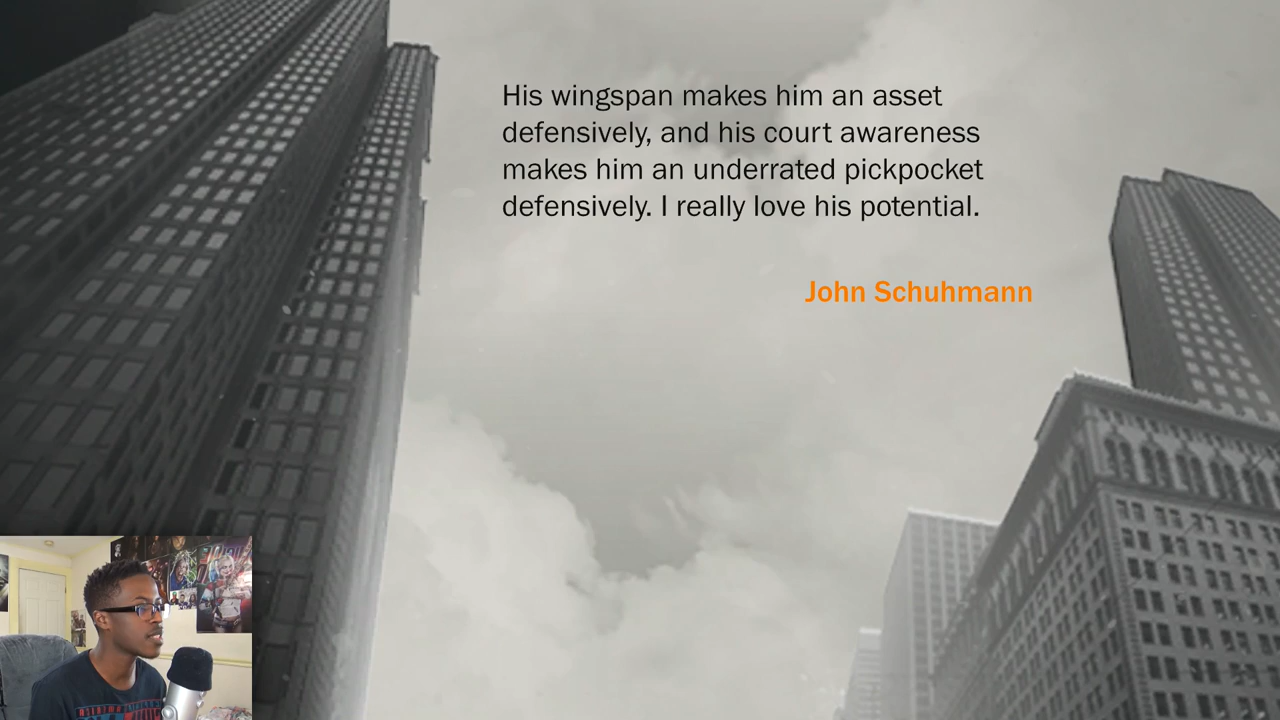 His wingspan makes him an asset
defensively, and his court awareness
makes him an underrated pickpocket
defensively. I really love his potential.
John Schuhmann